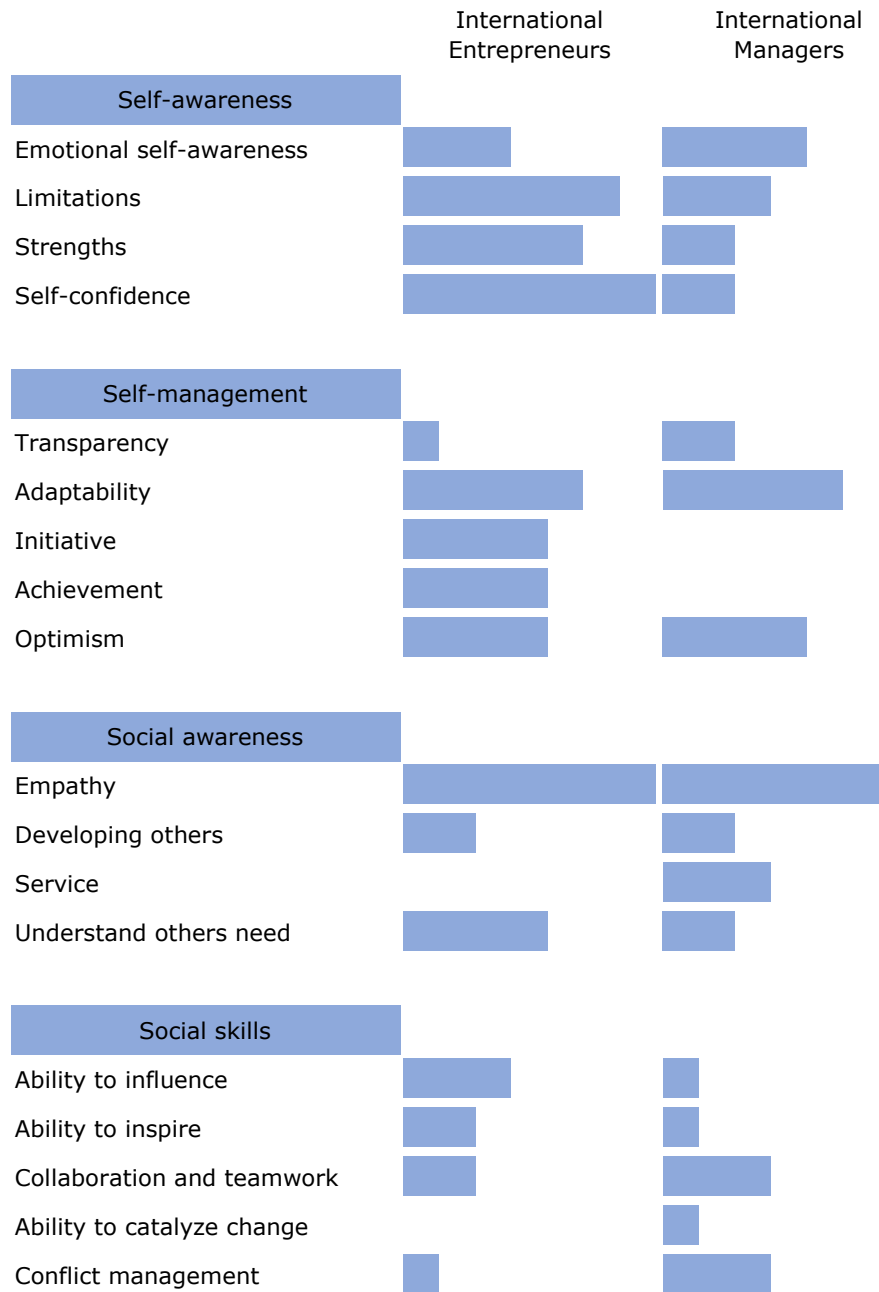 International Entrepreneurs
International Managers
Self-awareness
Emotional self-awareness
Limitations
Strengths
Self-confidence
Self-management
Transparency
Adaptability
Initiative
Achievement
Optimism
Social awareness
Empathy
Developing others
Service
Understand others need
Social skills
Ability to influence
Ability to inspire
Collaboration and teamwork
Ability to catalyze change
Conflict management